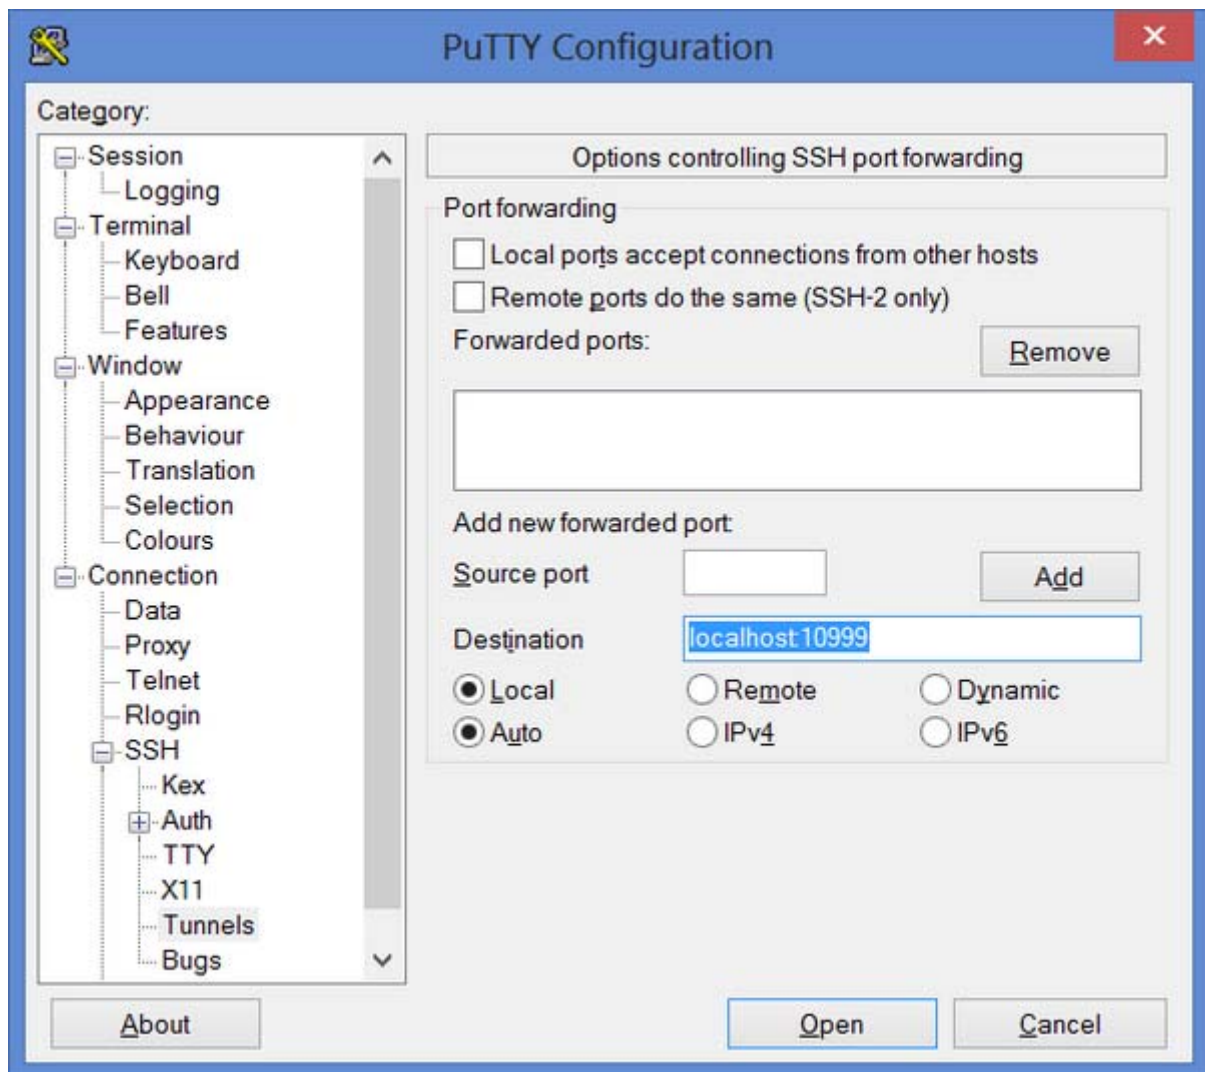 PuTTY Configuration
Category:
Session
Logging
Terminal
Keyboard
Bell
Features
Window
Appearance
Behaviour
Translation
Selection
Colours
Connection
Data
Proxy
Telnet
Rlogin
SSH
Kex
Auth
TTY
X11
Tunnels
Bugs
Options controlling SSH port forwarding
Port forwarding
Local ports accept connections from other hosts
Remote ports do the same (SSH-2 only)
Forwarded ports:
Remove
Add new forwarded port:
Source port
Add
Destination
localhost:10999
Local Remote Dynamic
Auto IPv4 IPv6
About
Open
Cancel